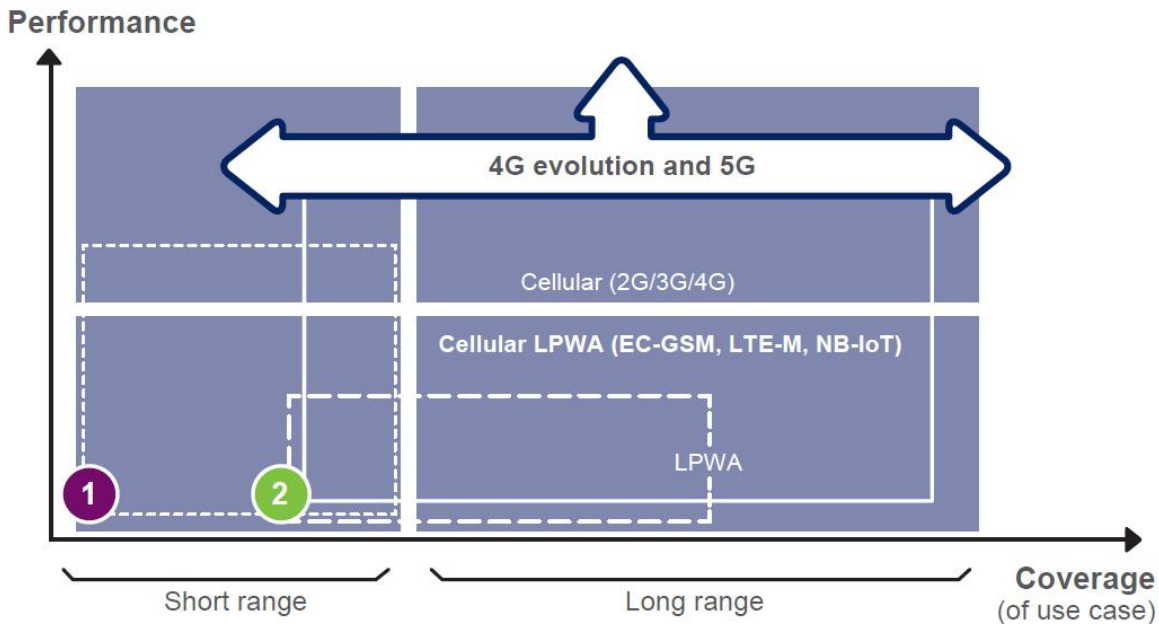 Performance
4G evolution and 5G
Cellular (2G/3G/4G)
Cellular LPWA (EC-GSM, LTE-M, NB-IoT)
LPWA
1
2
Short range
Long range
Coverage
(of use case)